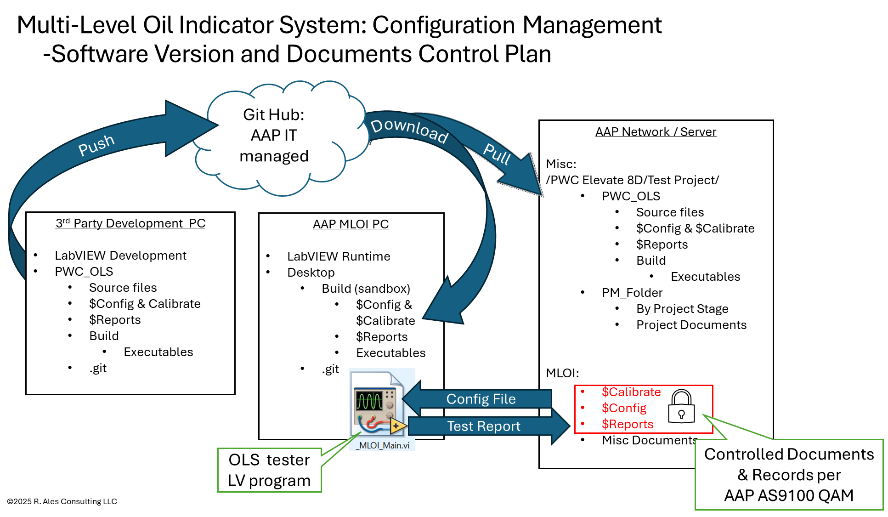 Multi-Level Oil Indicator System: Configuration Management
-Software Version and Documents Control Plan
Git Hub:
AAP IT
managed
Push
Download
Pull
3rd Party Development PC
• LabVIEW Development
• PWC_OLS
• Source files
• $Config & Calibrate
• $Reports
• Build
• Executables
• .git
AAP MLOI PC
• LabVIEW Runtime
• Desktop
• Build (sandbox)
• $Config &
$Calibrate
• $Reports
• Executables
• .git
_MLOI_Main.vi
OLS tester
LV program
Config File
Test Report
AAP Network / Server
Misc:
/PWC Elevate 8D/Test Project/
• PWC_OLS
• Source files
• $Config & $Calibrate
• $Reports
• Build
• Executables
• PM_Folder
• By Project Stage
• Project Documents
MLOI:
• $Calibrate
• $Config
• $Reports
• Misc Documents
Controlled Documents
& Records per
AAP AS9100 QAM
©2025 R. Ales Consulting LLC